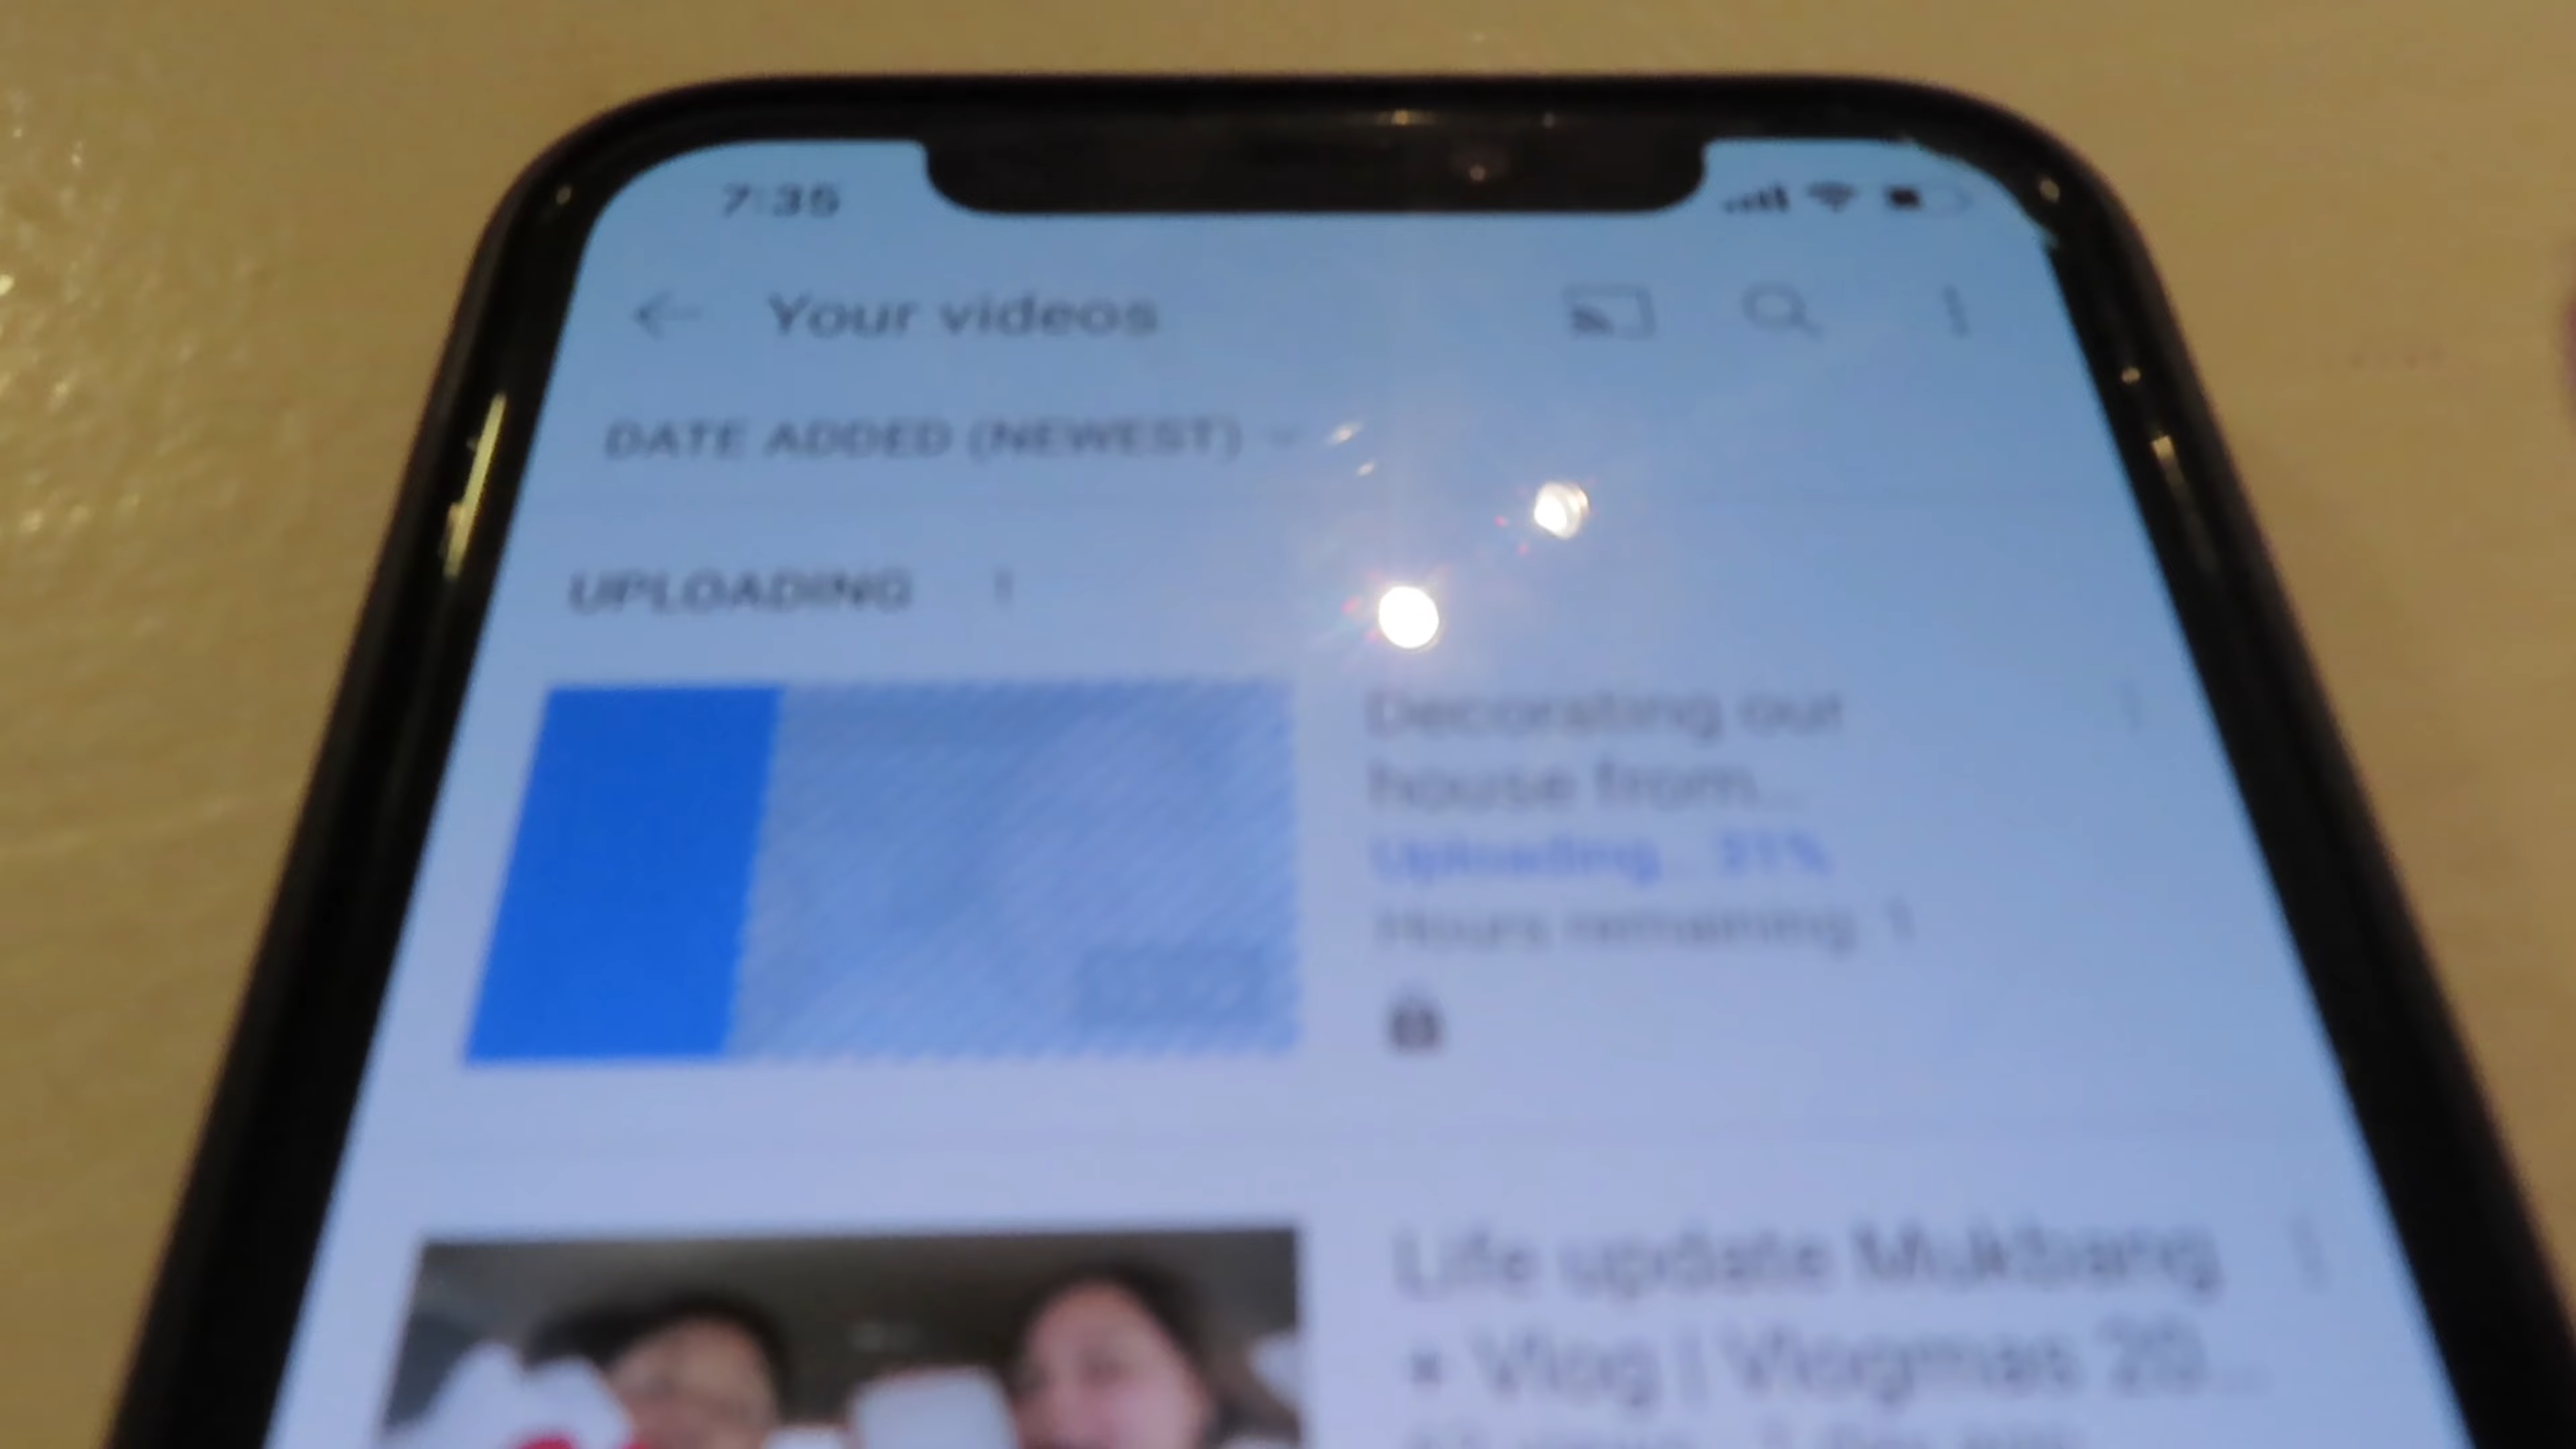 7:35
Your videos
DATE ADDED (NEWEST)
UPLOADING 1
Decorating our
house from...
Uploading... 31%
Hours remaining 1
Life update Mukbang
• Vlog | Vlogmas 20...